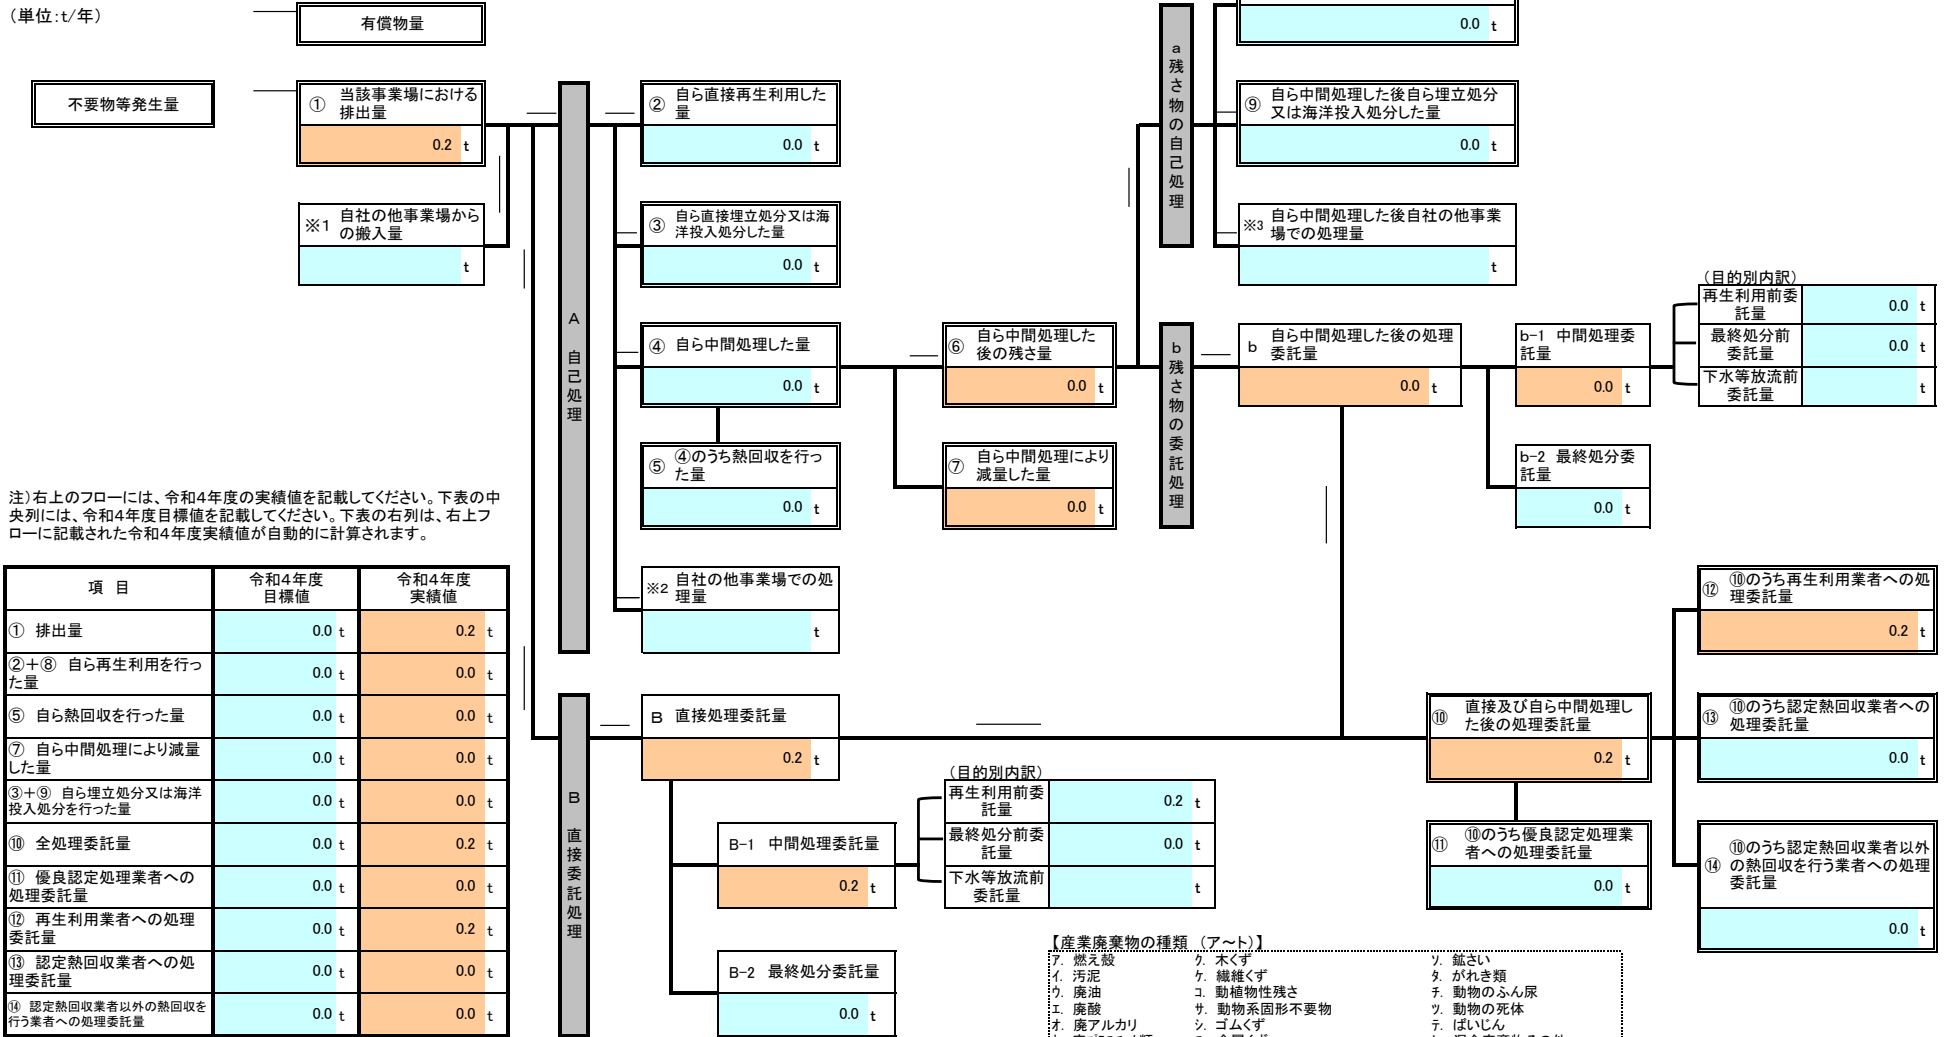 (単位:t/年)
有償物量
0.0 t
不要物等発生量
① 当該事業場における
排出量
0.2 t
※1 自社の他事業場から
の搬入量
t
A
自己処理
② 自ら直接再生利用した
量
0.0 t
③ 自ら直接埋立処分又は海
洋投入処分した量
0.0 t
④ 自ら中間処理した量
0.0 t
⑤ ④のうち熱回収を行っ
た量
0.0 t
※2 自社の他事業場での処
理量
t
⑥ 自ら中間処理した
後の残さ量
0.0 t
⑦ 自ら中間処理により
減量した量
0.0 t
a残さ物の自己処理
⑨ 自ら中間処理した後自ら埋立処分
又は海洋投入処分した量
0.0 t
※3 自ら中間処理した後自社の他事業
場での処理量
t
b残さ物の委託処理
b 自ら中間処理した後の処理
委託量
0.0 t
b-1 中間処理委
託量
0.0 t
b-2 最終処分委
託量
0.0 t
(目的別内訳)
再生利用前委
託量
0.0 t
最終処分前
委託量
0.0 t
下水等放流前
委託量
t
注)右上のフローには、令和4年度の実績値を記載してください。下表の中
央列には、令和4年度目標値を記載してください。下表の右列は、右上フ
ローに記載された令和4年度実績値が自動的に計算されます。
項 目 令和4年度 目標値 令和4年度 実績値
① 排出量 0.0 t 0.2 t
②+⑧ 自ら再生利用を行っ
た量 0.0 t 0.0 t
⑤ 自ら熱回収を行った量 0.0 t 0.0 t
⑦ 自ら中間処理により減量
した量 0.0 t 0.0 t
③+⑨ 自ら埋立処分又は海洋
投入処分を行った量 0.0 t 0.0 t
⑩ 全処理委託量 0.0 t 0.2 t
⑪ 優良認定処理業者への
処理委託量 0.0 t 0.0 t
⑫ 再生利用業者への処理
委託量 0.0 t 0.2 t
⑬ 認定熱回収業者への処
理委託量 0.0 t 0.0 t
⑭ 認定熱回収業者以外の熱回収を
行う業者への処理委託量 0.0 t 0.0 t
B
直接委託処理
B 直接処理委託量
0.2 t
B-1 中間処理委託量
0.2 t
B-2 最終処分委託量
0.0 t
(目的別内訳)
再生利用前委
託量
0.2 t
最終処分前委
託量
0.0 t
下水等放流前
委託量
t
⑩ 直接及び自ら中間処理し
た後の処理委託量
0.2 t
⑪ ⑩のうち優良認定処理業
者への処理委託量
0.0 t
⑫ ⑩のうち再生利用業者への処
理委託量
0.2 t
⑬ ⑩のうち認定熱回収業者への
処理委託量
0.0 t
⑭ ⑩のうち認定熱回収業者以外
の熱回収を行う業者への処理
委託量
0.0 t
【産業廃棄物の種類 (ア~ト)】
ア. 燃え殻 ク. 木くず ソ. 鉱さい
イ. 汚泥 ケ. 繊維くず タ. がれき類
ウ. 廃油 コ. 動植物性残さ チ. 動物のふん尿
エ. 廃酸 サ. 動物系固形不要物 ツ. 動物の死体
オ. 廃アルカリ シ. ゴムくず テ. ばいじん